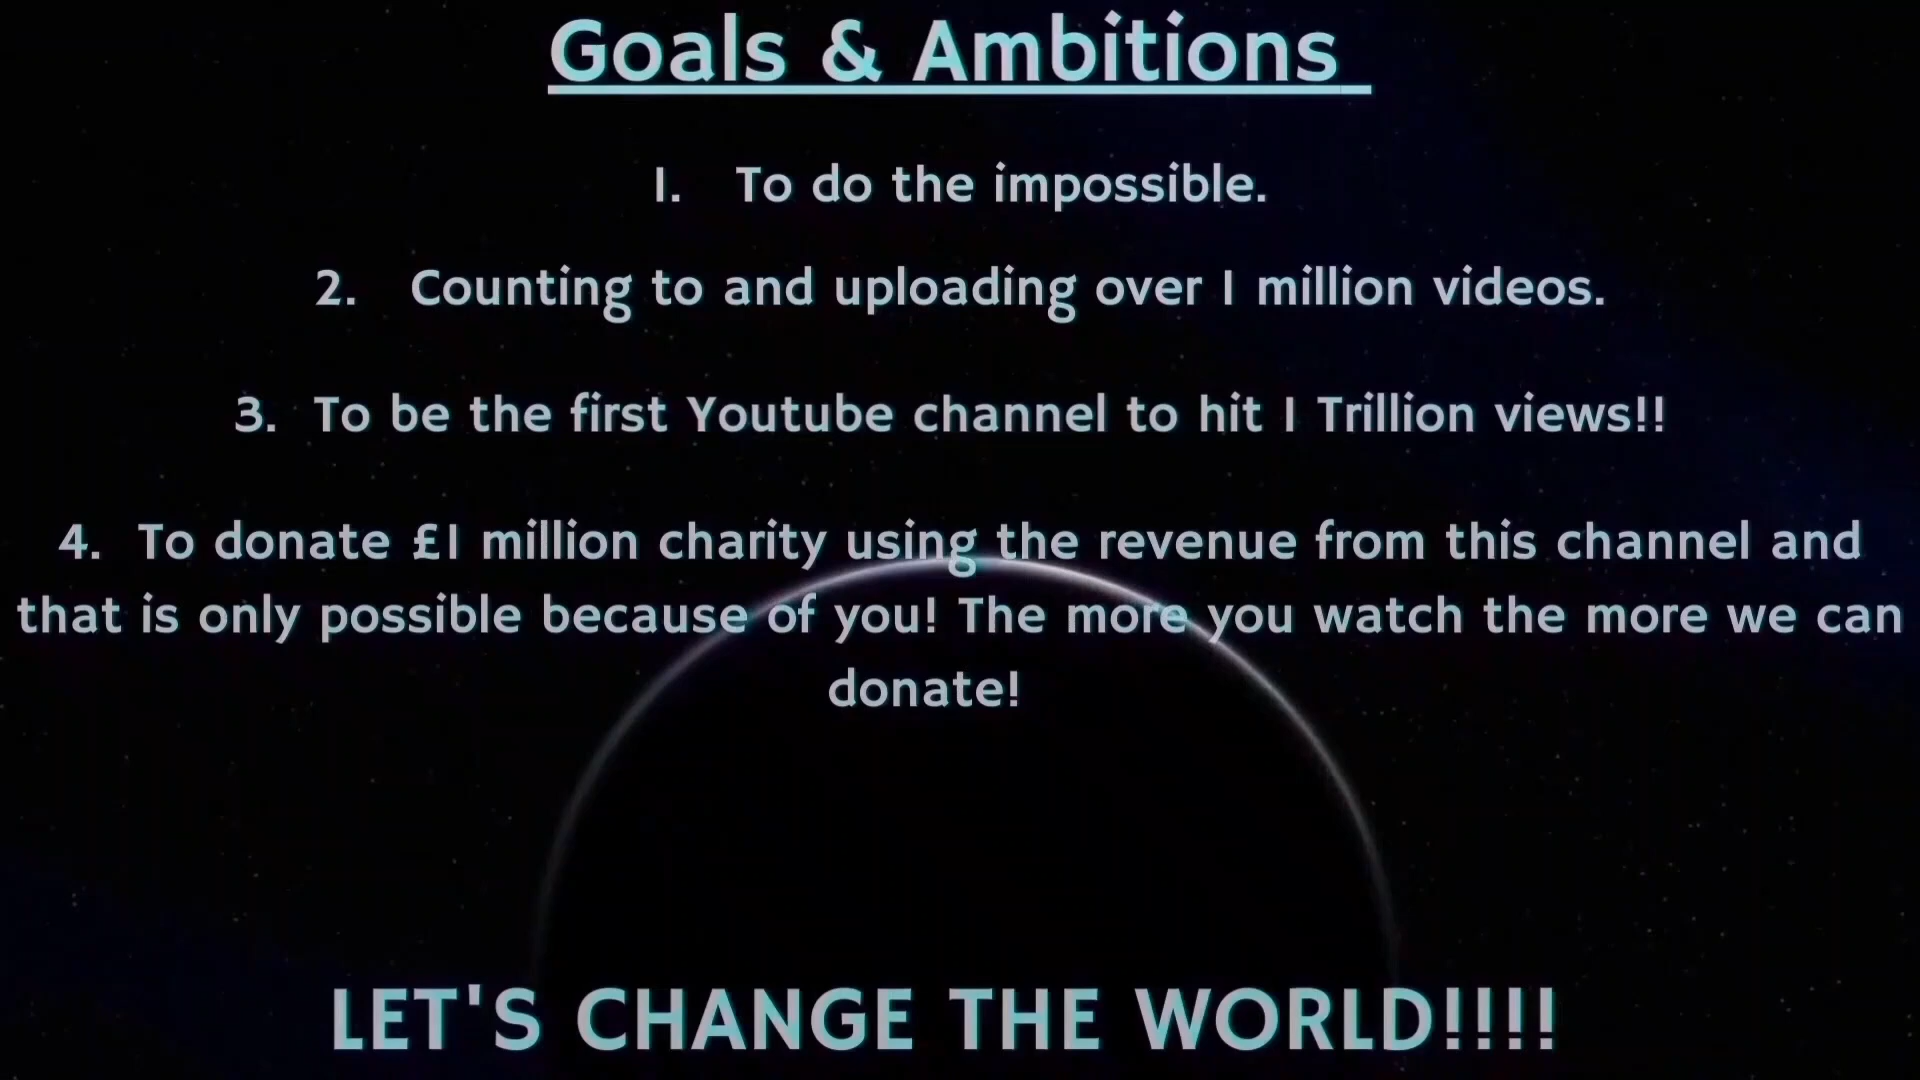 Goals & Ambitions
1. To do the impossible.
2. Counting to and uploading over 1 million videos.
3. To be the first Youtube channel to hit 1 Trillion views!!
4. To donate £1 million charity using the revenue from this channel and
that is only possible because of you! The more you watch the more we can
donate!
LET'S CHANGE THE WORLD!!!!